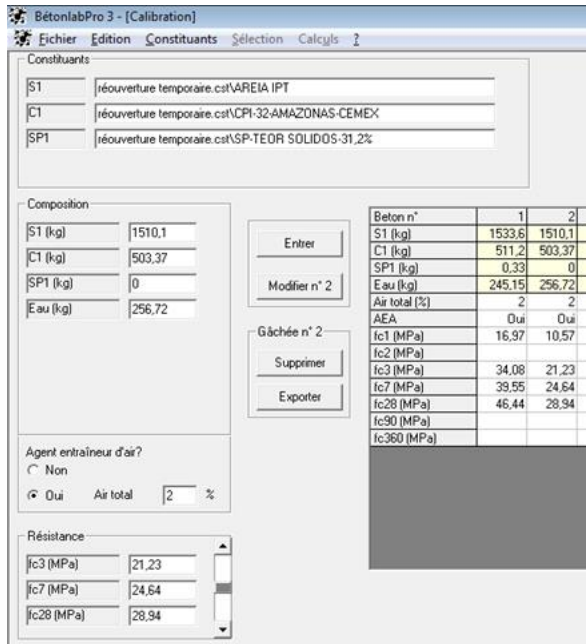 BétonlabPro 3 - [Calibration]
Fichier Edition Constituants Sélection Calculs ?
Constituants
S1 réouverture temporaire.cst\AREIA IPT
C1 réouverture temporaire.cst\CPI-32-AMAZONAS-CEMEX
SP1 réouverture temporaire.cst\SP-TEOR SOLIDOS-31,2%
Composition
S1 (kg) 1510,1
C1 (kg) 503,37
SP1 (kg) 0
Eau (kg) 256,72
Agent entraîneur d'air?
Non
Oui Air total 2 %
Résistance
fc3 (MPa) 21,23
fc7 (MPa) 24,64
fc28 (MPa) 28,94
Entrer
Modifier n° 2
Gâchée n° 2
Supprimer
Exporter
Beton n° 1 2
S1 (kg) 1533,6 1510,1
C1 (kg) 511,2 503,37
SP1 (kg) 0,33 0
Eau (kg) 245,15 256,72
Air total (%) 2 2
AEA Oui Oui
fc1 (MPa) 16,97 10,57
fc2 (MPa)
fc3 (MPa) 34,08 21,23
fc7 (MPa) 39,55 24,64
fc28 (MPa) 46,44 28,94
fc90 (MPa)
fc360 (MPa)